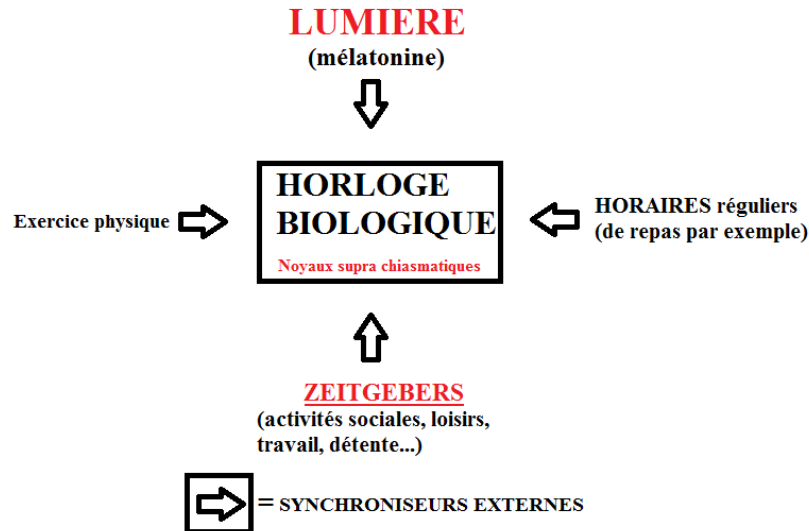 LUMIERE
(mélatonine)
HORLOGE
BIOLOGIQUE
Noyaux supra chiasmatiques
Exercice physique
HORAIRES réguliers
(de repas par exemple)
ZEITGEBERS
(activités sociales, loisirs,
travail, détente...)
= SYNCHRONISEURS EXTERNES